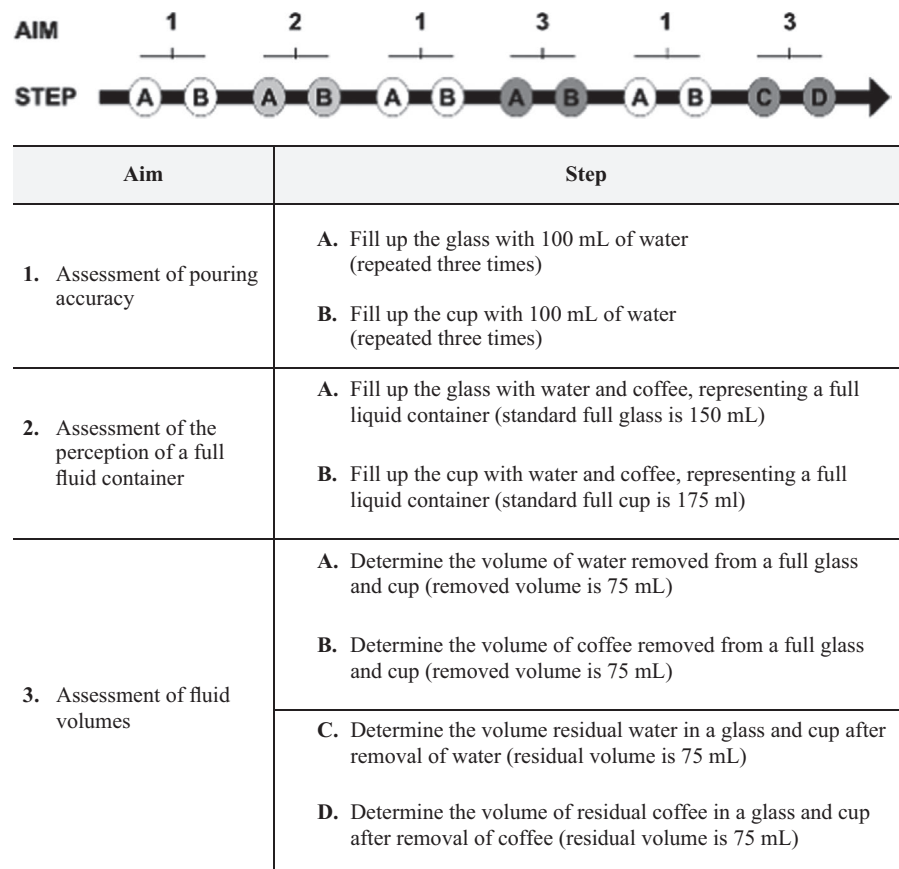 AIM 1 2 1 3 1 3
STEP A B A B A B A B A B C D
Aim Step
1. Assessment of pouring
accuracy
A. Fill up the glass with 100 mL of water
(repeated three times)
B. Fill up the cup with 100 mL of water
(repeated three times)
2. Assessment of the
perception of a full
fluid container
A. Fill up the glass with water and coffee, representing a full
liquid container (standard full glass is 150 mL)
B. Fill up the cup with water and coffee, representing a full
liquid container (standard full cup is 175 ml)
3. Assessment of fluid
volumes
A. Determine the volume of water removed from a full glass
and cup (removed volume is 75 mL)
B. Determine the volume of coffee removed from a full glass
and cup (removed volume is 75 mL)
C. Determine the volume residual water in a glass and cup after
removal of water (residual volume is 75 mL)
D. Determine the volume of residual coffee in a glass and cup
after removal of coffee (residual volume is 75 mL)